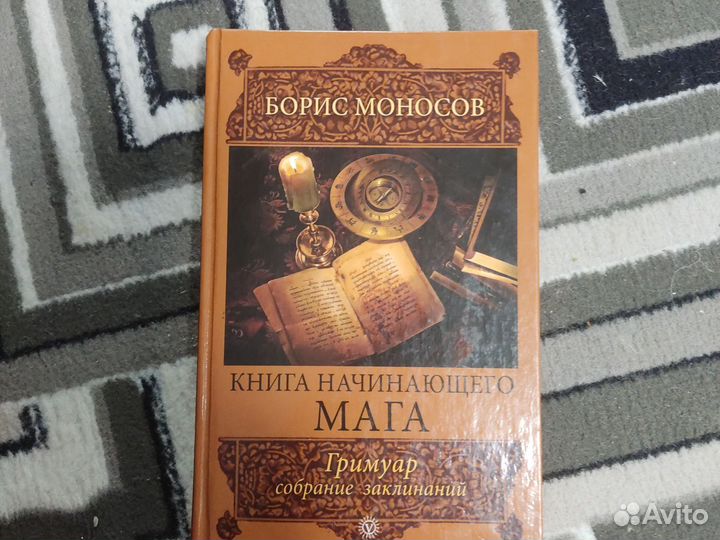 БОРИС МОНОСОВ
КНИГА НАЧИНАЮЩЕГО
МАГА
Гримуар
собрание заклинаний
V
Avito